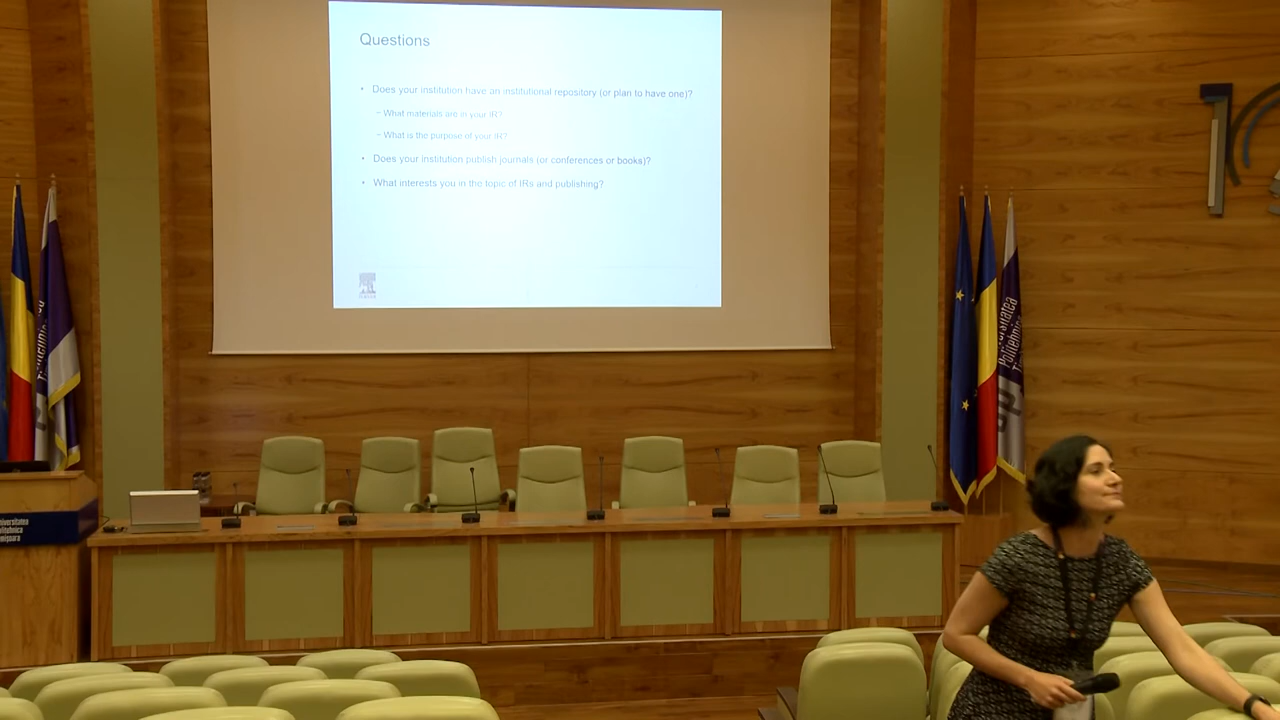 Questions
• Does your institution have an institutional repository (or plan to have one)?
– What materials are in your IR?
– What is the purpose of your IR?
• Does your institution publish journals (or conferences or books)?
• What interests you in the topic of IRs and publishing?
Politehnica